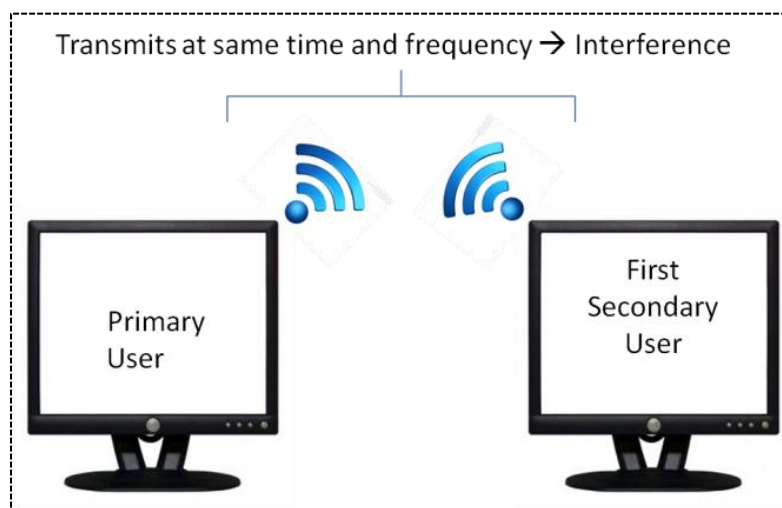 Transmits at same time and frequency → Interference
Primary
User
First
Secondary
User